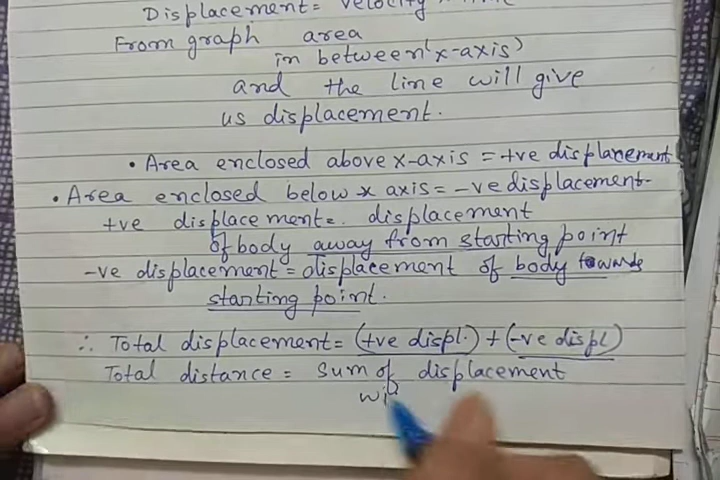 Displacement = velocity
From graph area
in between (x-axis)
and the line will give
us displacement.
• Area enclosed above x-axis = +ve displacement
• Area enclosed below x axis = -ve displacement-
+ve displacement = displacement
of body away from starting point
-ve displacement = displacement of body towards
starting point.
∴ Total displacement = (+ve displ.) + (-ve displ)
Total distance = Sum of displacement